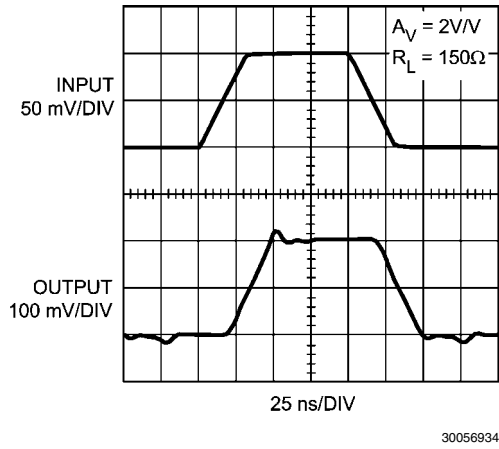 A_V = 2V/V
R_L = 150Ω
INPUT
50 mV/DIV
OUTPUT
100 mV/DIV
25 ns/DIV
30056934